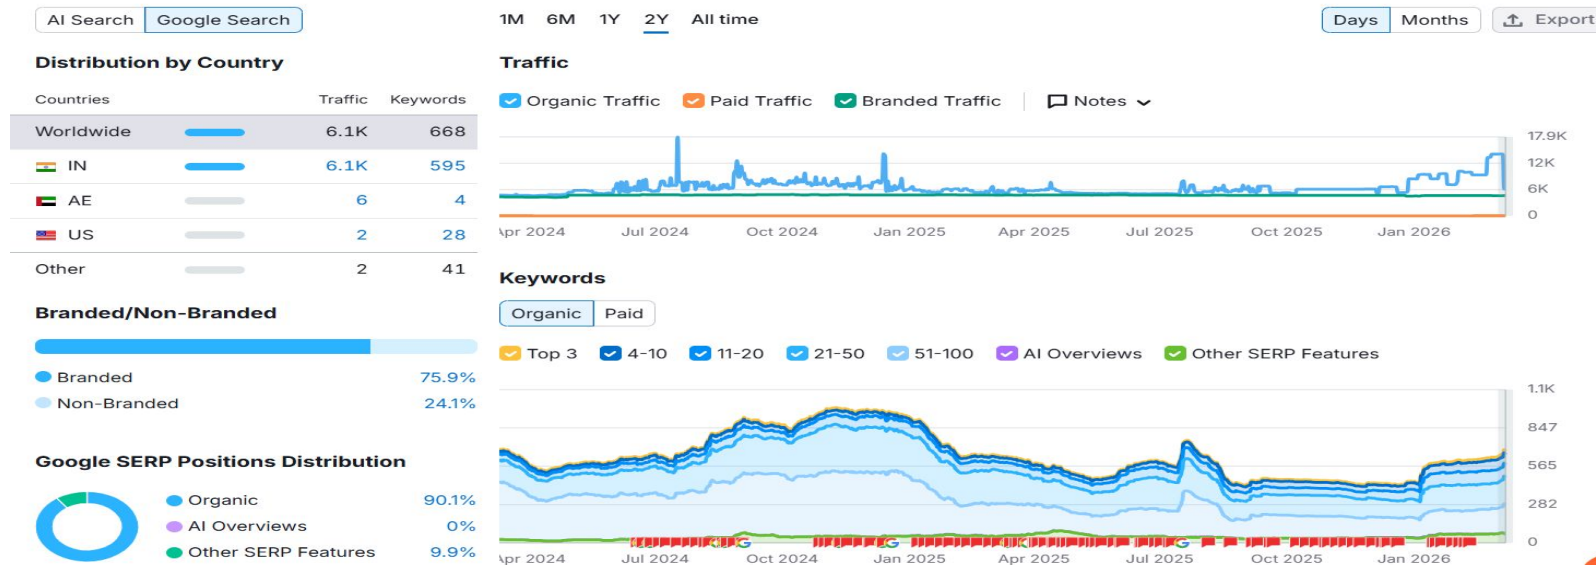 AI Search Google Search
Distribution by Country
Countries Traffic Keywords
Worldwide 6.1K 668
IN 6.1K 595
AE 6 4
US 2 28
Other 2 41
Branded/Non-Branded
Branded 75.9%
Non-Branded 24.1%
Google SERP Positions Distribution
Organic 90.1%
AI Overviews 0%
Other SERP Features 9.9%
1M 6M 1Y 2Y All time
Days Months Export
Traffic
Organic Traffic Paid Traffic Branded Traffic Notes
17.9K
12K
6K
0
Apr 2024 Jul 2024 Oct 2024 Jan 2025 Apr 2025 Jul 2025 Oct 2025 Jan 2026
Keywords
Organic Paid
Top 3 4-10 11-20 21-50 51-100 AI Overviews Other SERP Features
1.1K
847
565
282
0
Apr 2024 Jul 2024 Oct 2024 Jan 2025 Apr 2025 Jul 2025 Oct 2025 Jan 2026